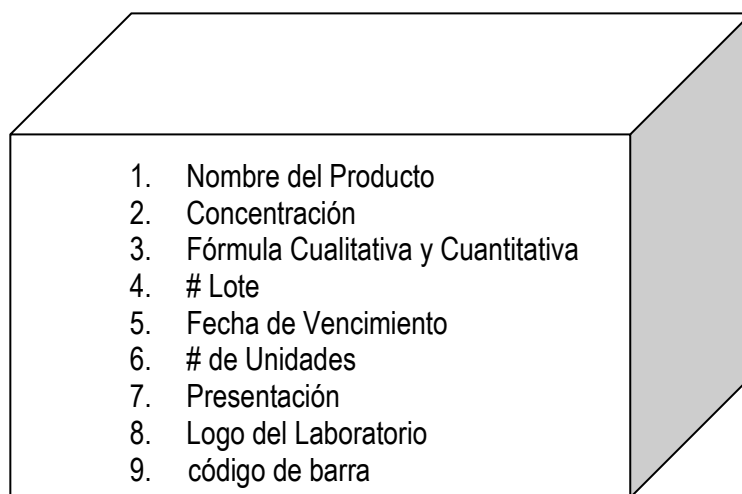 1. Nombre del Producto
2. Concentración
3. Fórmula Cualitativa y Cuantitativa
4. # Lote
5. Fecha de Vencimiento
6. # de Unidades
7. Presentación
8. Logo del Laboratorio
9. código de barra